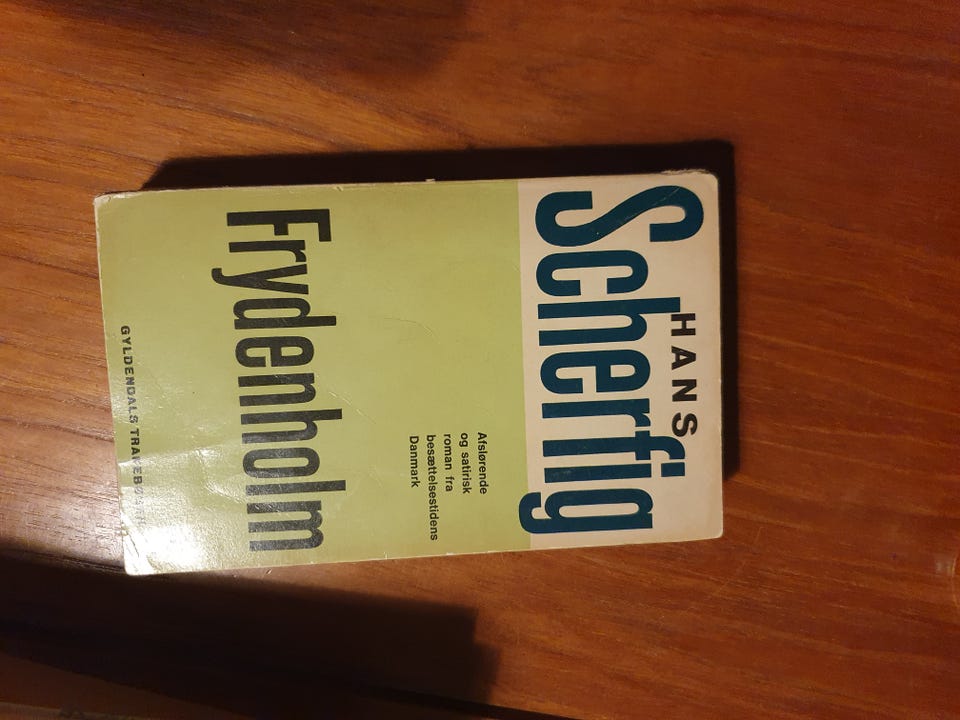 HANS
Scherfig
Afslørende
og satirisk
roman fra
besættelsestidens
Danmark
Frydenholm
GYLDENDALS TRANEBØGER